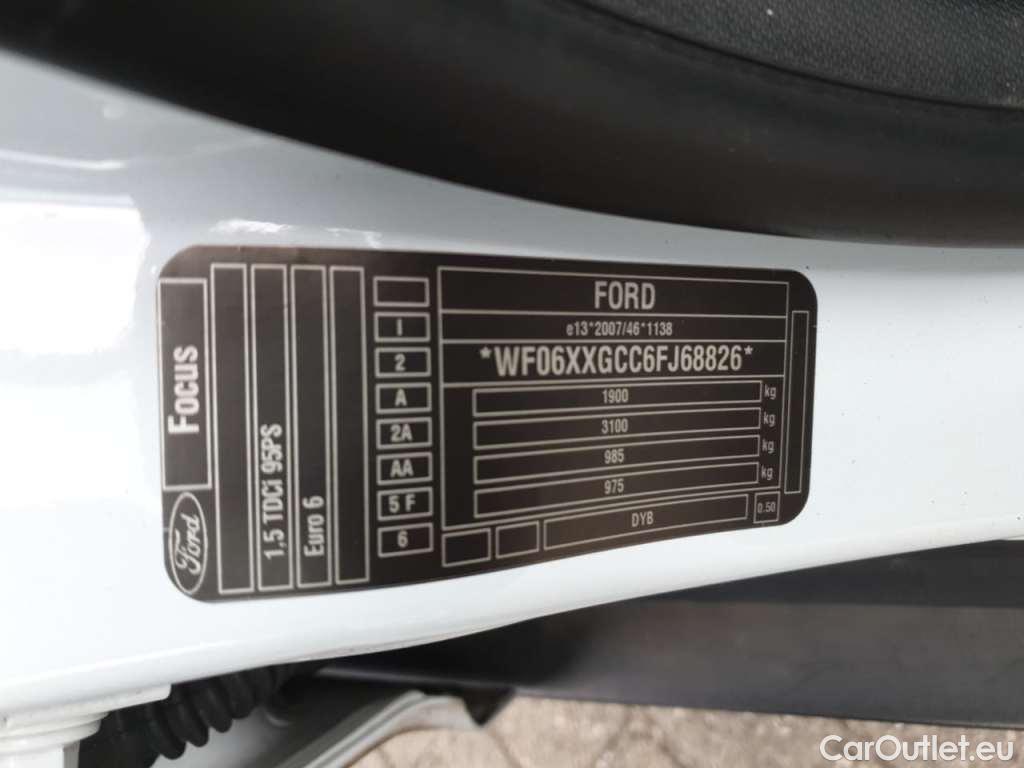 FORD
e13*2007/46*1138
*WF06XXGCC6FJ68826*
1900 kg
3100 kg
985 kg
975 kg
DYB
0.50
I
2
A
2A
AA
5 F
6
Focus
Ford
1,5 TDCi 95PS
Euro 6
CarOutlet.eu